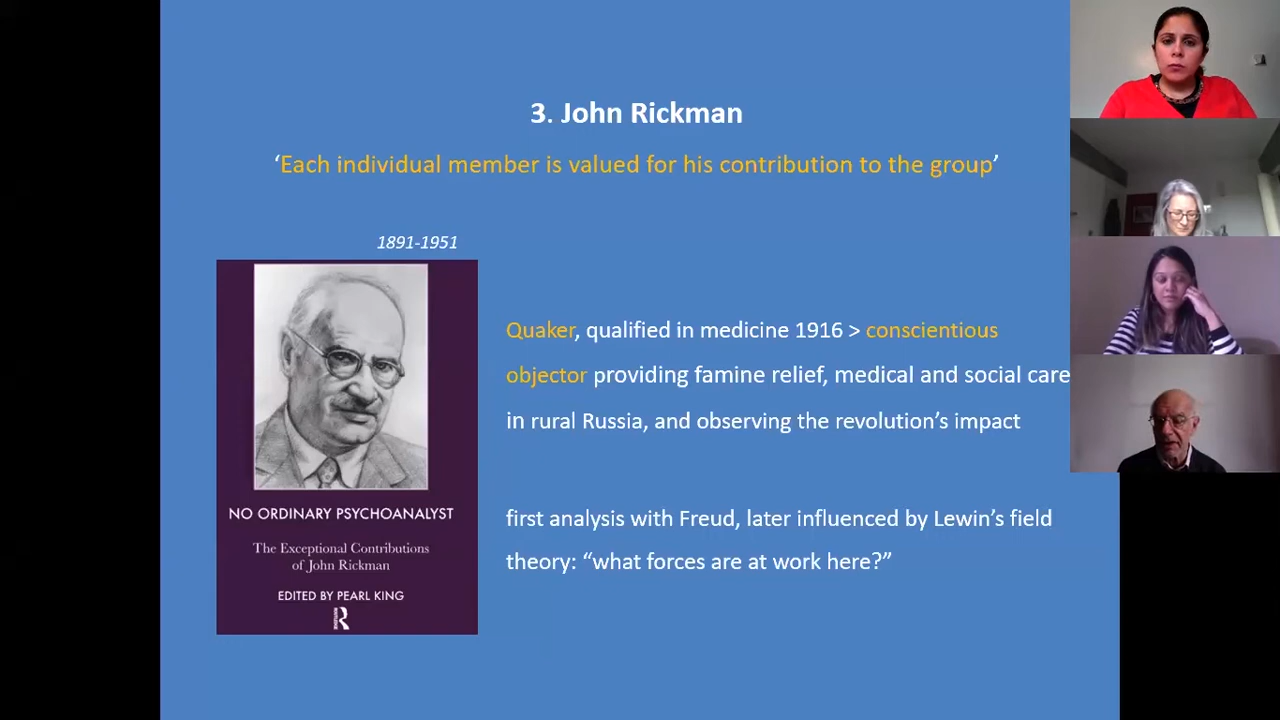 3. John Rickman
‘Each individual member is valued for his contribution to the group’
1891-1951
NO ORDINARY PSYCHOANALYST
The Exceptional Contributions
of John Rickman
EDITED BY PEARL KING
R
Quaker, qualified in medicine 1916 > conscientious
objector providing famine relief, medical and social care
in rural Russia, and observing the revolution’s impact
first analysis with Freud, later influenced by Lewin’s field
theory: “what forces are at work here?”